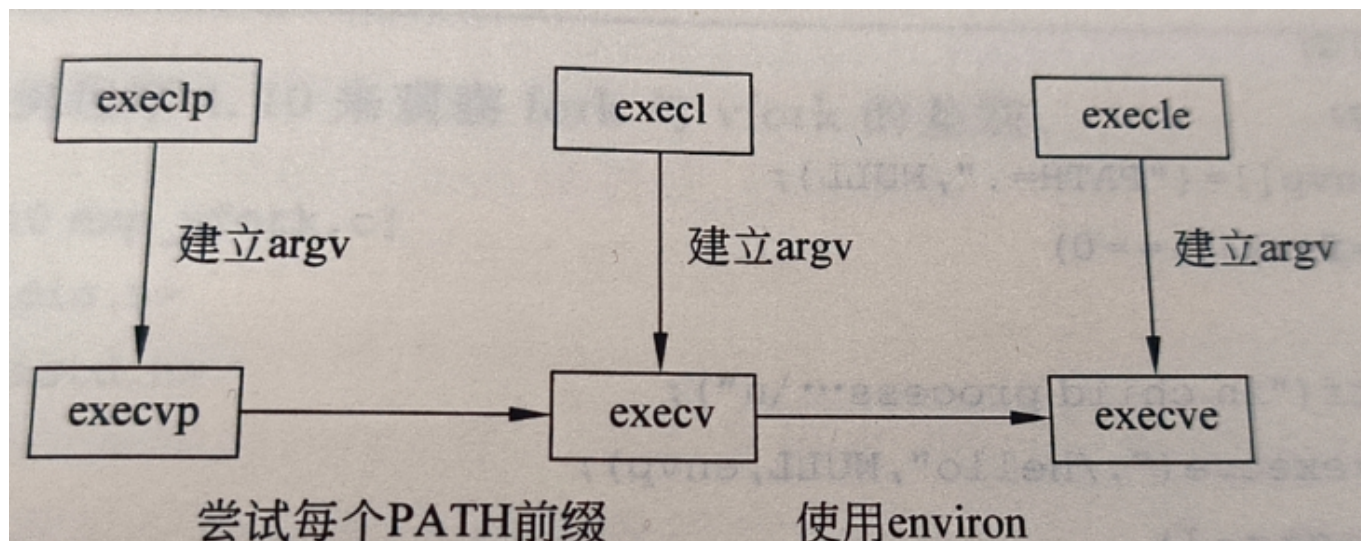 execlp execl execle
建立argv 建立argv 建立argv
execvp execv execve
尝试每个PATH前缀 使用environ